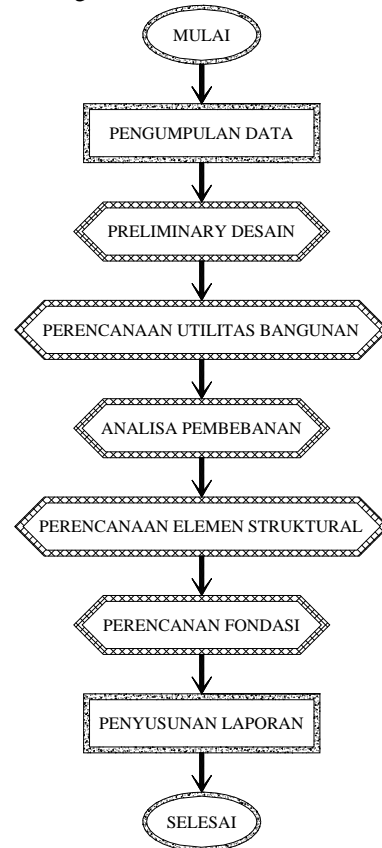 MULAI
PENGUMPULAN DATA
PRELIMINARY DESAIN
PERENCANAAN UTILITAS BANGUNAN
ANALISA PEMBEBANAN
PERENCANAAN ELEMEN STRUKTURAL
PERENCANAN FONDASI
PENYUSUNAN LAPORAN
SELESAI